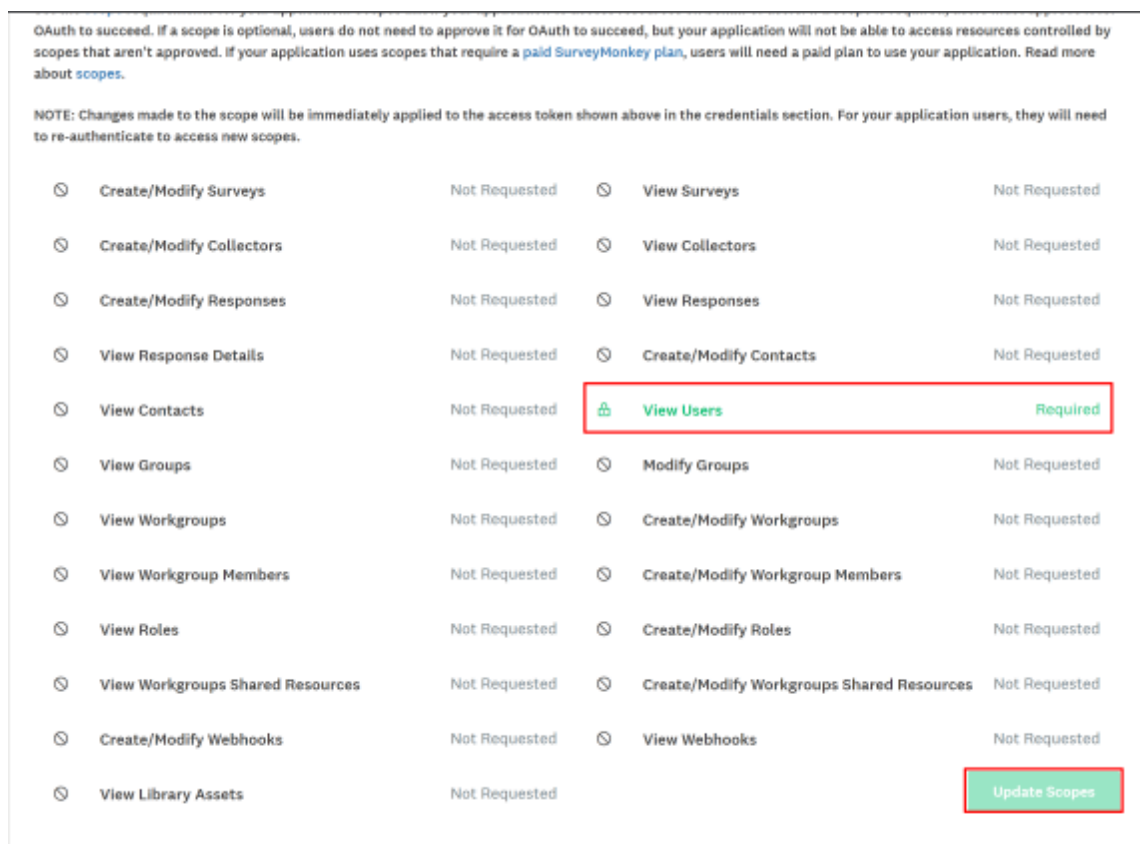 OAuth to succeed. If a scope is optional, users do not need to approve it for OAuth to succeed, but your application will not be able to access resources controlled by
scopes that aren't approved. If your application uses scopes that require a paid SurveyMonkey plan, users will need a paid plan to use your application. Read more
about scopes.
NOTE: Changes made to the scope will be immediately applied to the access token shown above in the credentials section. For your application users, they will need
to re-authenticate to access new scopes.
Create/Modify Surveys Not Requested View Surveys Not Requested
Create/Modify Collectors Not Requested View Collectors Not Requested
Create/Modify Responses Not Requested View Responses Not Requested
View Response Details Not Requested Create/Modify Contacts Not Requested
View Contacts Not Requested View Users Required
View Groups Not Requested Modify Groups Not Requested
View Workgroups Not Requested Create/Modify Workgroups Not Requested
View Workgroup Members Not Requested Create/Modify Workgroup Members Not Requested
View Roles Not Requested Create/Modify Roles Not Requested
View Workgroups Shared Resources Not Requested Create/Modify Workgroups Shared Resources Not Requested
Create/Modify Webhooks Not Requested View Webhooks Not Requested
View Library Assets Not Requested Update Scopes